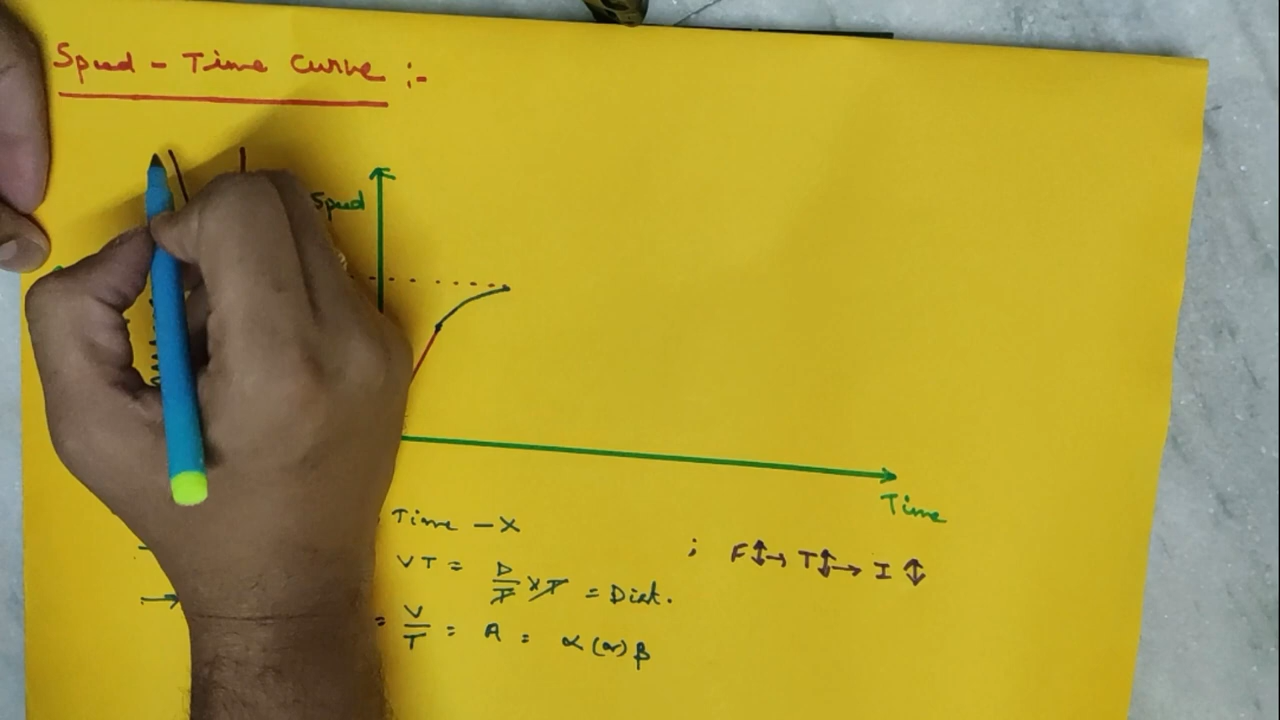 Speed - Time Curve :-
Speed
Time
Time - X
VT = D/T x T = Dist.
; F↕→ T↕→ I ↕
= V/T = A = α (or) β